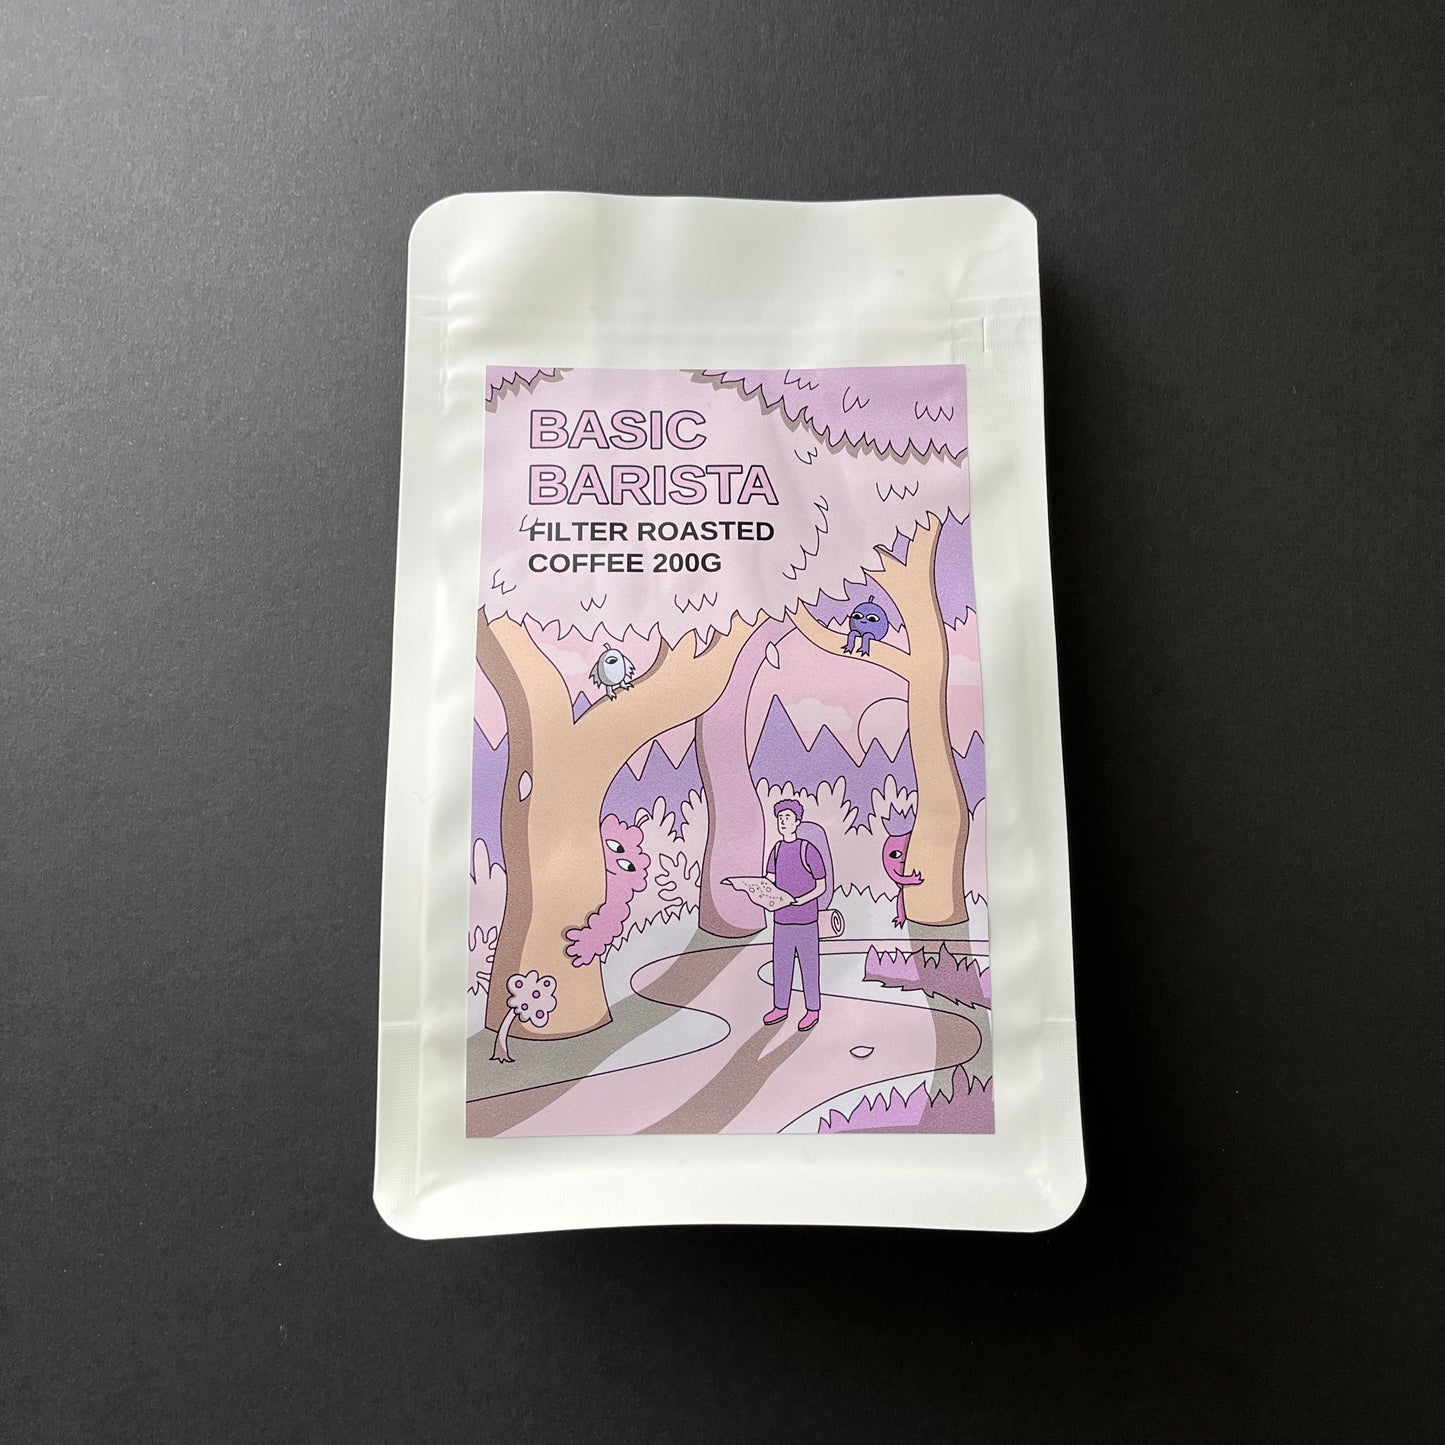 BASIC
BARISTA
FILTER ROASTED
COFFEE 200G